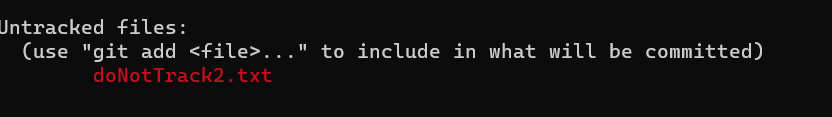 Untracked files:
(use "git add <file>..." to include in what will be committed)
doNotTrack2.txt